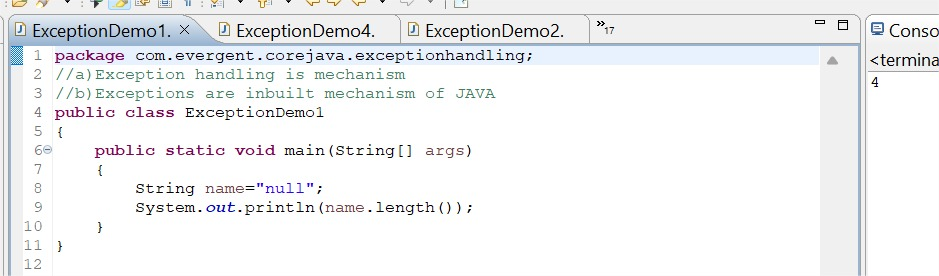 ExceptionDemo1. ExceptionDemo4. ExceptionDemo2. »17
1 package com.evergent.corejava.exceptionhandling;
2 //a)Exception handling is mechanism
3 //b)Exceptions are inbuilt mechanism of JAVA
4 public class ExceptionDemo1
5 {
6 public static void main(String[] args)
7 {
8 String name="null";
9 System.out.println(name.length());
10 }
11 }
12
Conso
<termina
4